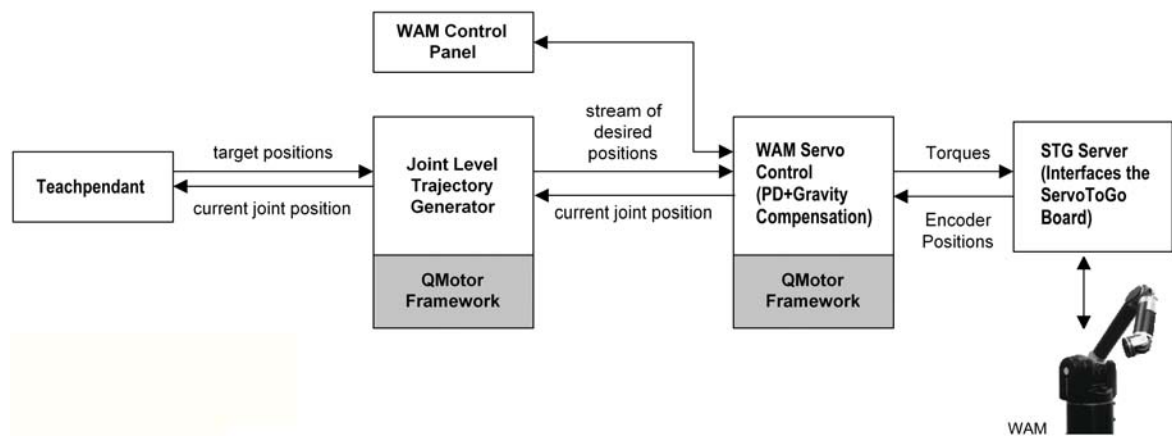 WAM Control
Panel
Teachpendant
target positions
current joint position
Joint Level
Trajectory
Generator
QMotor
Framework
stream of
desired
positions
current joint position
WAM Servo
Control
(PD+Gravity
Compensation)
QMotor
Framework
Torques
Encoder
Positions
STG Server
(Interfaces the
ServoToGo
Board)
WAM